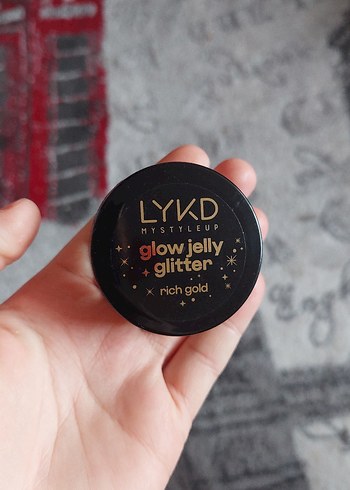 LYKD
MYSTYLEUP
glow jelly
glitter
rich gold